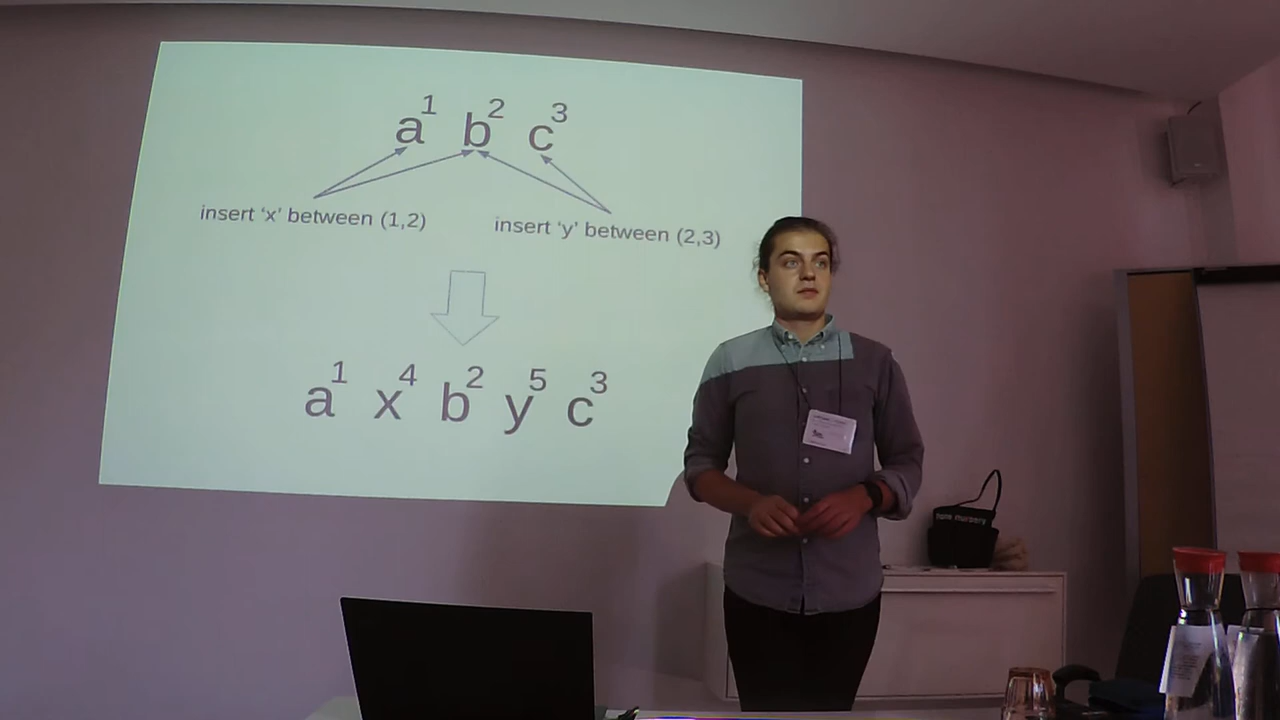 a¹ b² c³
insert ‘x’ between (1,2)
insert ‘y’ between (2,3)
a¹ x⁴ b² y⁵ c³